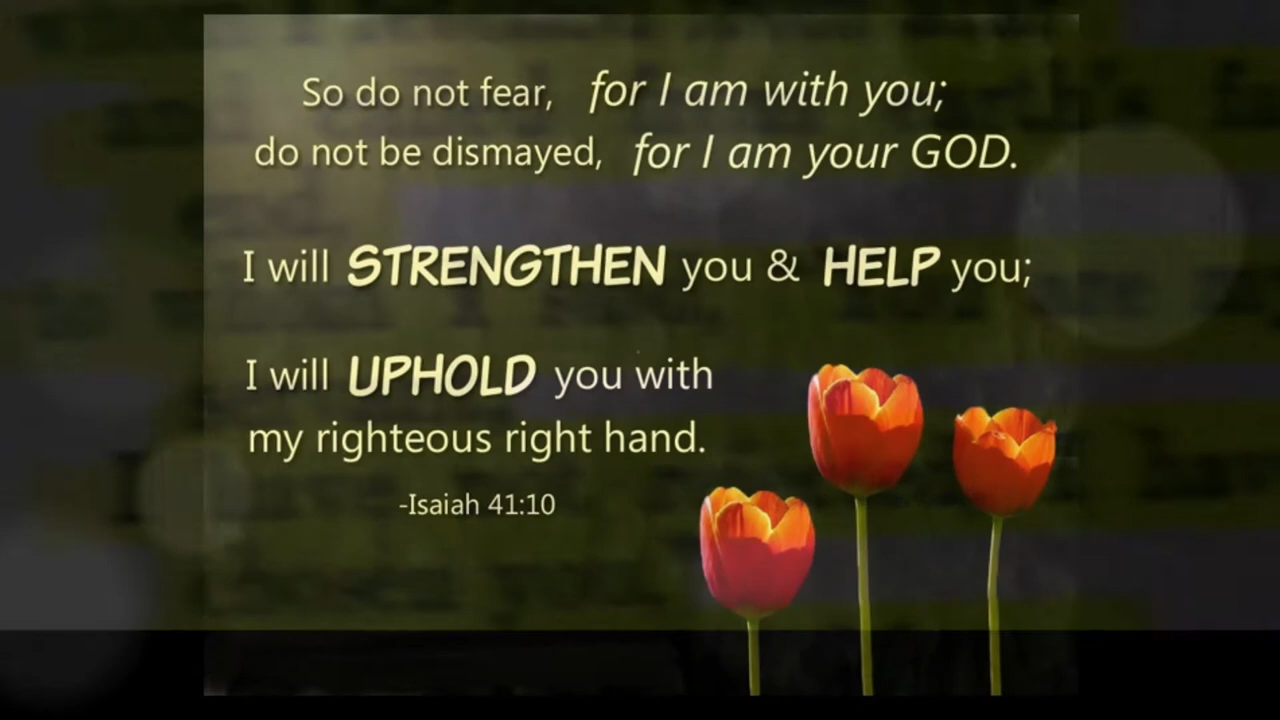 So do not fear, for I am with you;
do not be dismayed, for I am your GOD.
I will STRENGTHEN you & HELP you;
I will UPHOLD you with
my righteous right hand.
-Isaiah 41:10